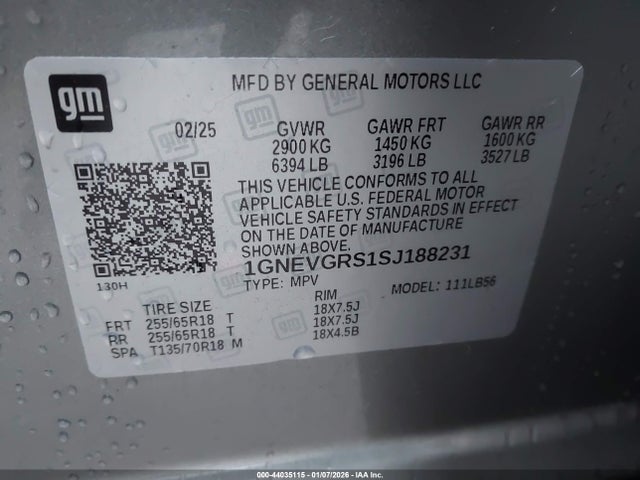 gm
MFD BY GENERAL MOTORS LLC
02/25 GVWR GAWR FRT GAWR RR
2900 KG 1450 KG 1600 KG
6394 LB 3196 LB 3527 LB
THIS VEHICLE CONFORMS TO ALL
APPLICABLE U.S. FEDERAL MOTOR
VEHICLE SAFETY STANDARDS IN EFFECT
ON THE DATE OF MANUFACTURE
SHOWN ABOVE.
1GNEVGRS1SJ188231
130H TYPE: MPV MODEL: 111LB56
TIRE SIZE RIM
FRT 255/65R18 T 18X7.5J
RR 255/65R18 T 18X7.5J
SPA T135/70R18 M 18X4.5B
000-44035115 - 01/07/2026 - IAA Inc.